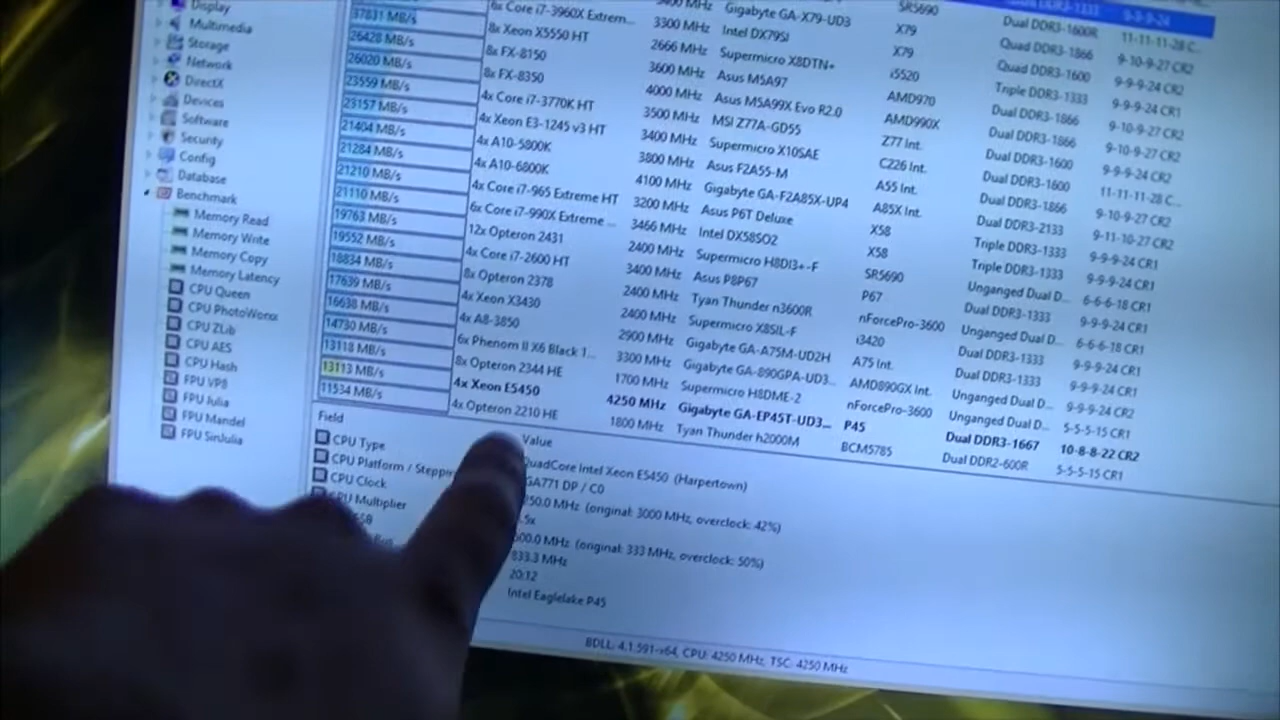 Display
Multimedia
Storage
Network
DirectX
Devices
Software
Security
Config
Database
Benchmark
Memory Read
Memory Write
Memory Copy
Memory Latency
CPU Queen
CPU PhotoWorxx
CPU ZLib
CPU AES
CPU Hash
FPU VP8
FPU Julia
FPU Mandel
FPU SinJulia
Gigabyte GA-X79-UD3 X79 Quad DDR3-1866 9-10-9-27 CR2
6x Core i7-3960X Extrem... 3300 MHz Intel DX79SI X79 Quad DDR3-1600 9-9-9-24 CR2
37831 MB/s 8x Xeon X5550 HT 2666 MHz Supermicro X8DTN+ i5520 Triple DDR3-1333 9-9-9-24 CR1
26428 MB/s 8x FX-8150 3600 MHz Asus M5A97 AMD970 Dual DDR3-1866 9-10-9-27 CR2
26020 MB/s 8x FX-8350 4000 MHz Asus M5A99X Evo R2.0 AMD990X Dual DDR3-1866 9-10-9-27 CR2
23559 MB/s 4x Core i7-3770K HT 3500 MHz MSI Z77A-GD55 Z77 Int. Dual DDR3-1600 9-9-9-24 CR2
23157 MB/s 4x Xeon E3-1245 v3 HT 3400 MHz Supermicro X10SAE C226 Int. Dual DDR3-1600 11-11-11-28 C...
21404 MB/s 4x A10-5800K 3800 MHz Asus F2A55-M A55 Int. Dual DDR3-1866 9-10-9-27 CR2
21284 MB/s 4x A10-6800K 4100 MHz Gigabyte GA-F2A85X-UP4 A85X Int. Dual DDR3-2133 9-11-10-27 CR2
21210 MB/s 4x Core i7-965 Extreme HT 3200 MHz Asus P6T Deluxe X58 Triple DDR3-1333 9-9-9-24 CR1
21110 MB/s 6x Core i7-990X Extreme ... 3466 MHz Intel DX58SO2 X58 Triple DDR3-1333 9-9-9-24 CR1
19763 MB/s 12x Opteron 2431 2400 MHz Supermicro H8DI3+-F SR5690 Unganged Dual D... 6-6-6-18 CR1
19552 MB/s 4x Core i7-2600 HT 3400 MHz Asus P8P67 P67 Dual DDR3-1333 9-9-9-24 CR1
18834 MB/s 8x Opteron 2378 2400 MHz Tyan Thunder n3600R nForcePro-3600 Unganged Dual D... 6-6-6-18 CR2
17639 MB/s 4x Xeon X3430 2400 MHz Supermicro X8SIL-F i3420 Dual DDR3-1333 9-9-9-24 CR1
16638 MB/s 4x A8-3850 2900 MHz Gigabyte GA-A75M-UD2H A75 Int. Dual DDR3-1333 9-9-9-24 CR1
14730 MB/s 6x Phenom II X6 Black 1... 3300 MHz Gigabyte GA-890GPA-UD3... AMD890GX Int. Unganged Dual D... 9-9-9-24 CR2
13118 MB/s 8x Opteron 2344 HE 1700 MHz Supermicro H8DME-2 nForcePro-3600 Unganged Dual D... 5-5-5-15 CR1
13113 MB/s 4x Xeon E5450 4250 MHz Gigabyte GA-EP45T-UD3... P45 Dual DDR3-1667 10-8-8-22 CR2
11534 MB/s 4x Opteron 2210 HE 1800 MHz Tyan Thunder h2000M BCM5785 Dual DDR2-600R 5-5-5-15 CR1
Field Value
CPU Type QuadCore Intel Xeon E5450 (Harpertown)
CPU Platform / Stepping LGA771 DP / C0
CPU Clock 4250.0 MHz (original: 3000 MHz, overclock: 42%)
CPU Multiplier .5x
500.0 MHz (original: 333 MHz, overclock: 50%)
833.3 MHz
20:12
Intel Eaglelake P45
BDLL: 4.1.591-x64, CPU: 4250 MHz, TSC: 4250 MHz